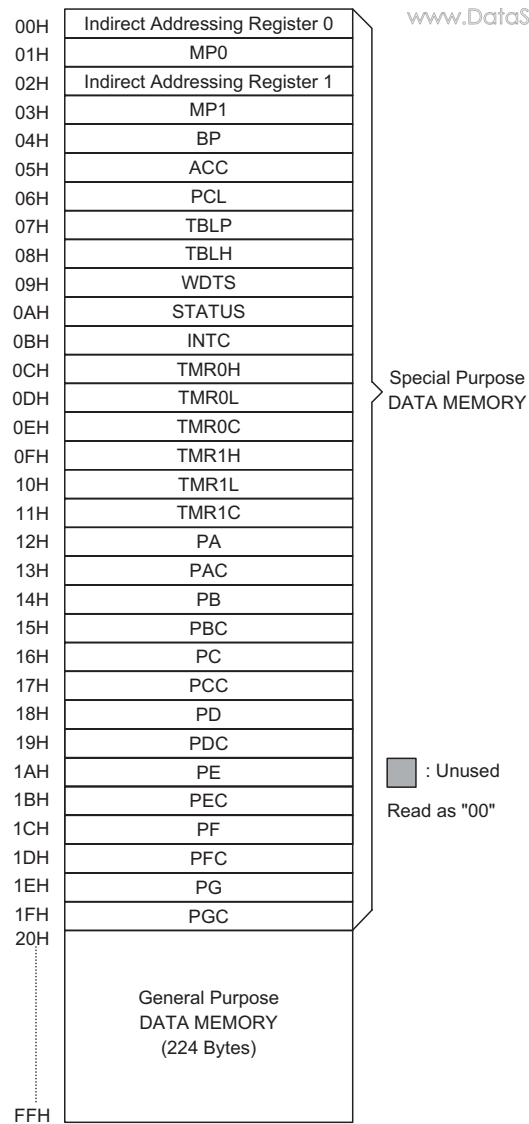 www.DataS
00H Indirect Addressing Register 0
01H MP0
02H Indirect Addressing Register 1
03H MP1
04H BP
05H ACC
06H PCL
07H TBLP
08H TBLH
09H WDTS
0AH STATUS
0BH INTC
0CH TMR0H
0DH TMR0L
0EH TMR0C
0FH TMR1H
10H TMR1L
11H TMR1C
12H PA
13H PAC
14H PB
15H PBC
16H PC
17H PCC
18H PD
19H PDC
1AH PE
1BH PEC
1CH PF
1DH PFC
1EH PG
1FH PGC
20H
Special Purpose
DATA MEMORY
: Unused
Read as "00"
General Purpose
DATA MEMORY
(224 Bytes)
FFH